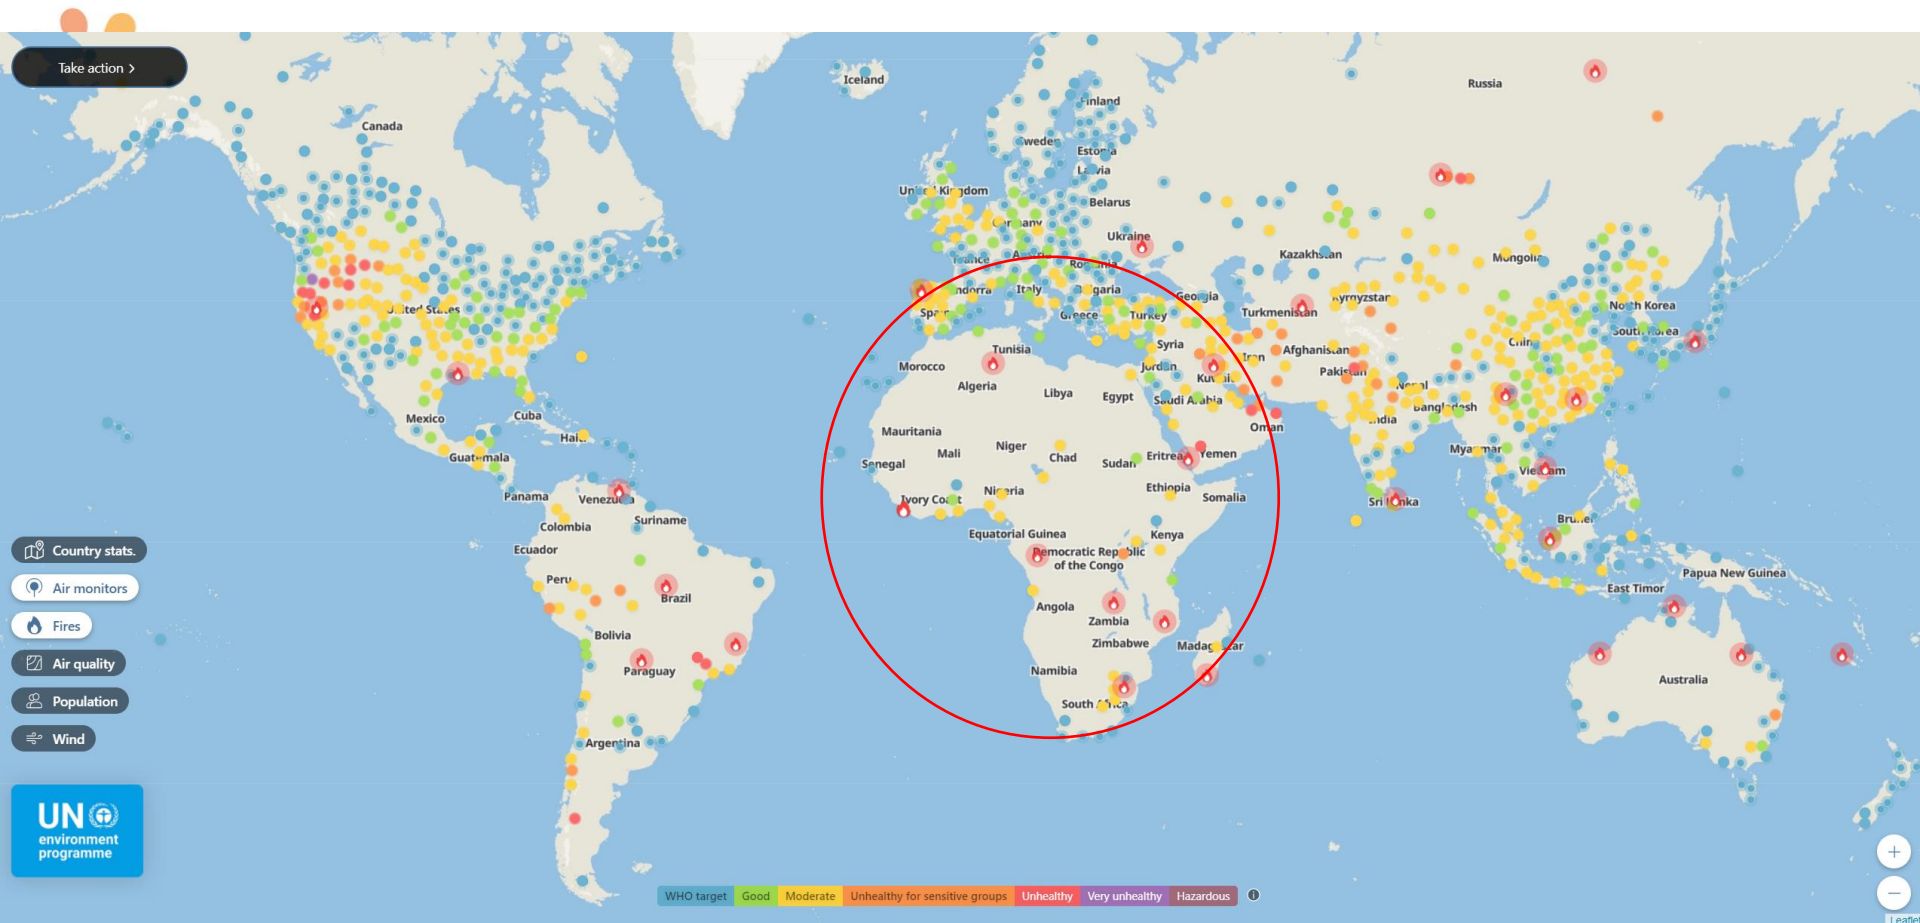 Take action >
Iceland
Russia
Finland
Canada
Sweden
Estonia
Latvia
United Kingdom
Belarus
Germany
Ukraine
France
Austria
Romania
Kazakhstan
Mongolia
Andorra
Italy
Bulgaria
Georgia
Kyrgyzstan
United States
Spain
Greece
Turkey
Turkmenistan
North Korea
South Korea
Tunisia
Syria
Iran
Afghanistan
China
Morocco
Jordan
Kuwait
Pakistan
Nepal
Algeria
Libya
Egypt
Saudi Arabia
Bangladesh
Mexico
Cuba
India
Oman
Mauritania
Haiti
Niger
Mali
Chad
Sudan
Eritrea
Yemen
Myanmar
Guatemala
Senegal
Vietnam
Nigeria
Ethiopia
Somalia
Panama
Venezuela
Ivory Coast
Sri Lanka
Suriname
Colombia
Brunei
Equatorial Guinea
Kenya
Ecuador
Democratic Republic
of the Congo
Country stats.
Peru
Papua New Guinea
Air monitors
East Timor
Brazil
Angola
Zambia
Fires
Bolivia
Zimbabwe
Madagascar
Air quality
Paraguay
Namibia
Australia
Population
South Africa
Wind
Argentina
UN
environment
programme
WHO target Good Moderate Unhealthy for sensitive groups Unhealthy Very unhealthy Hazardous
Leaflet